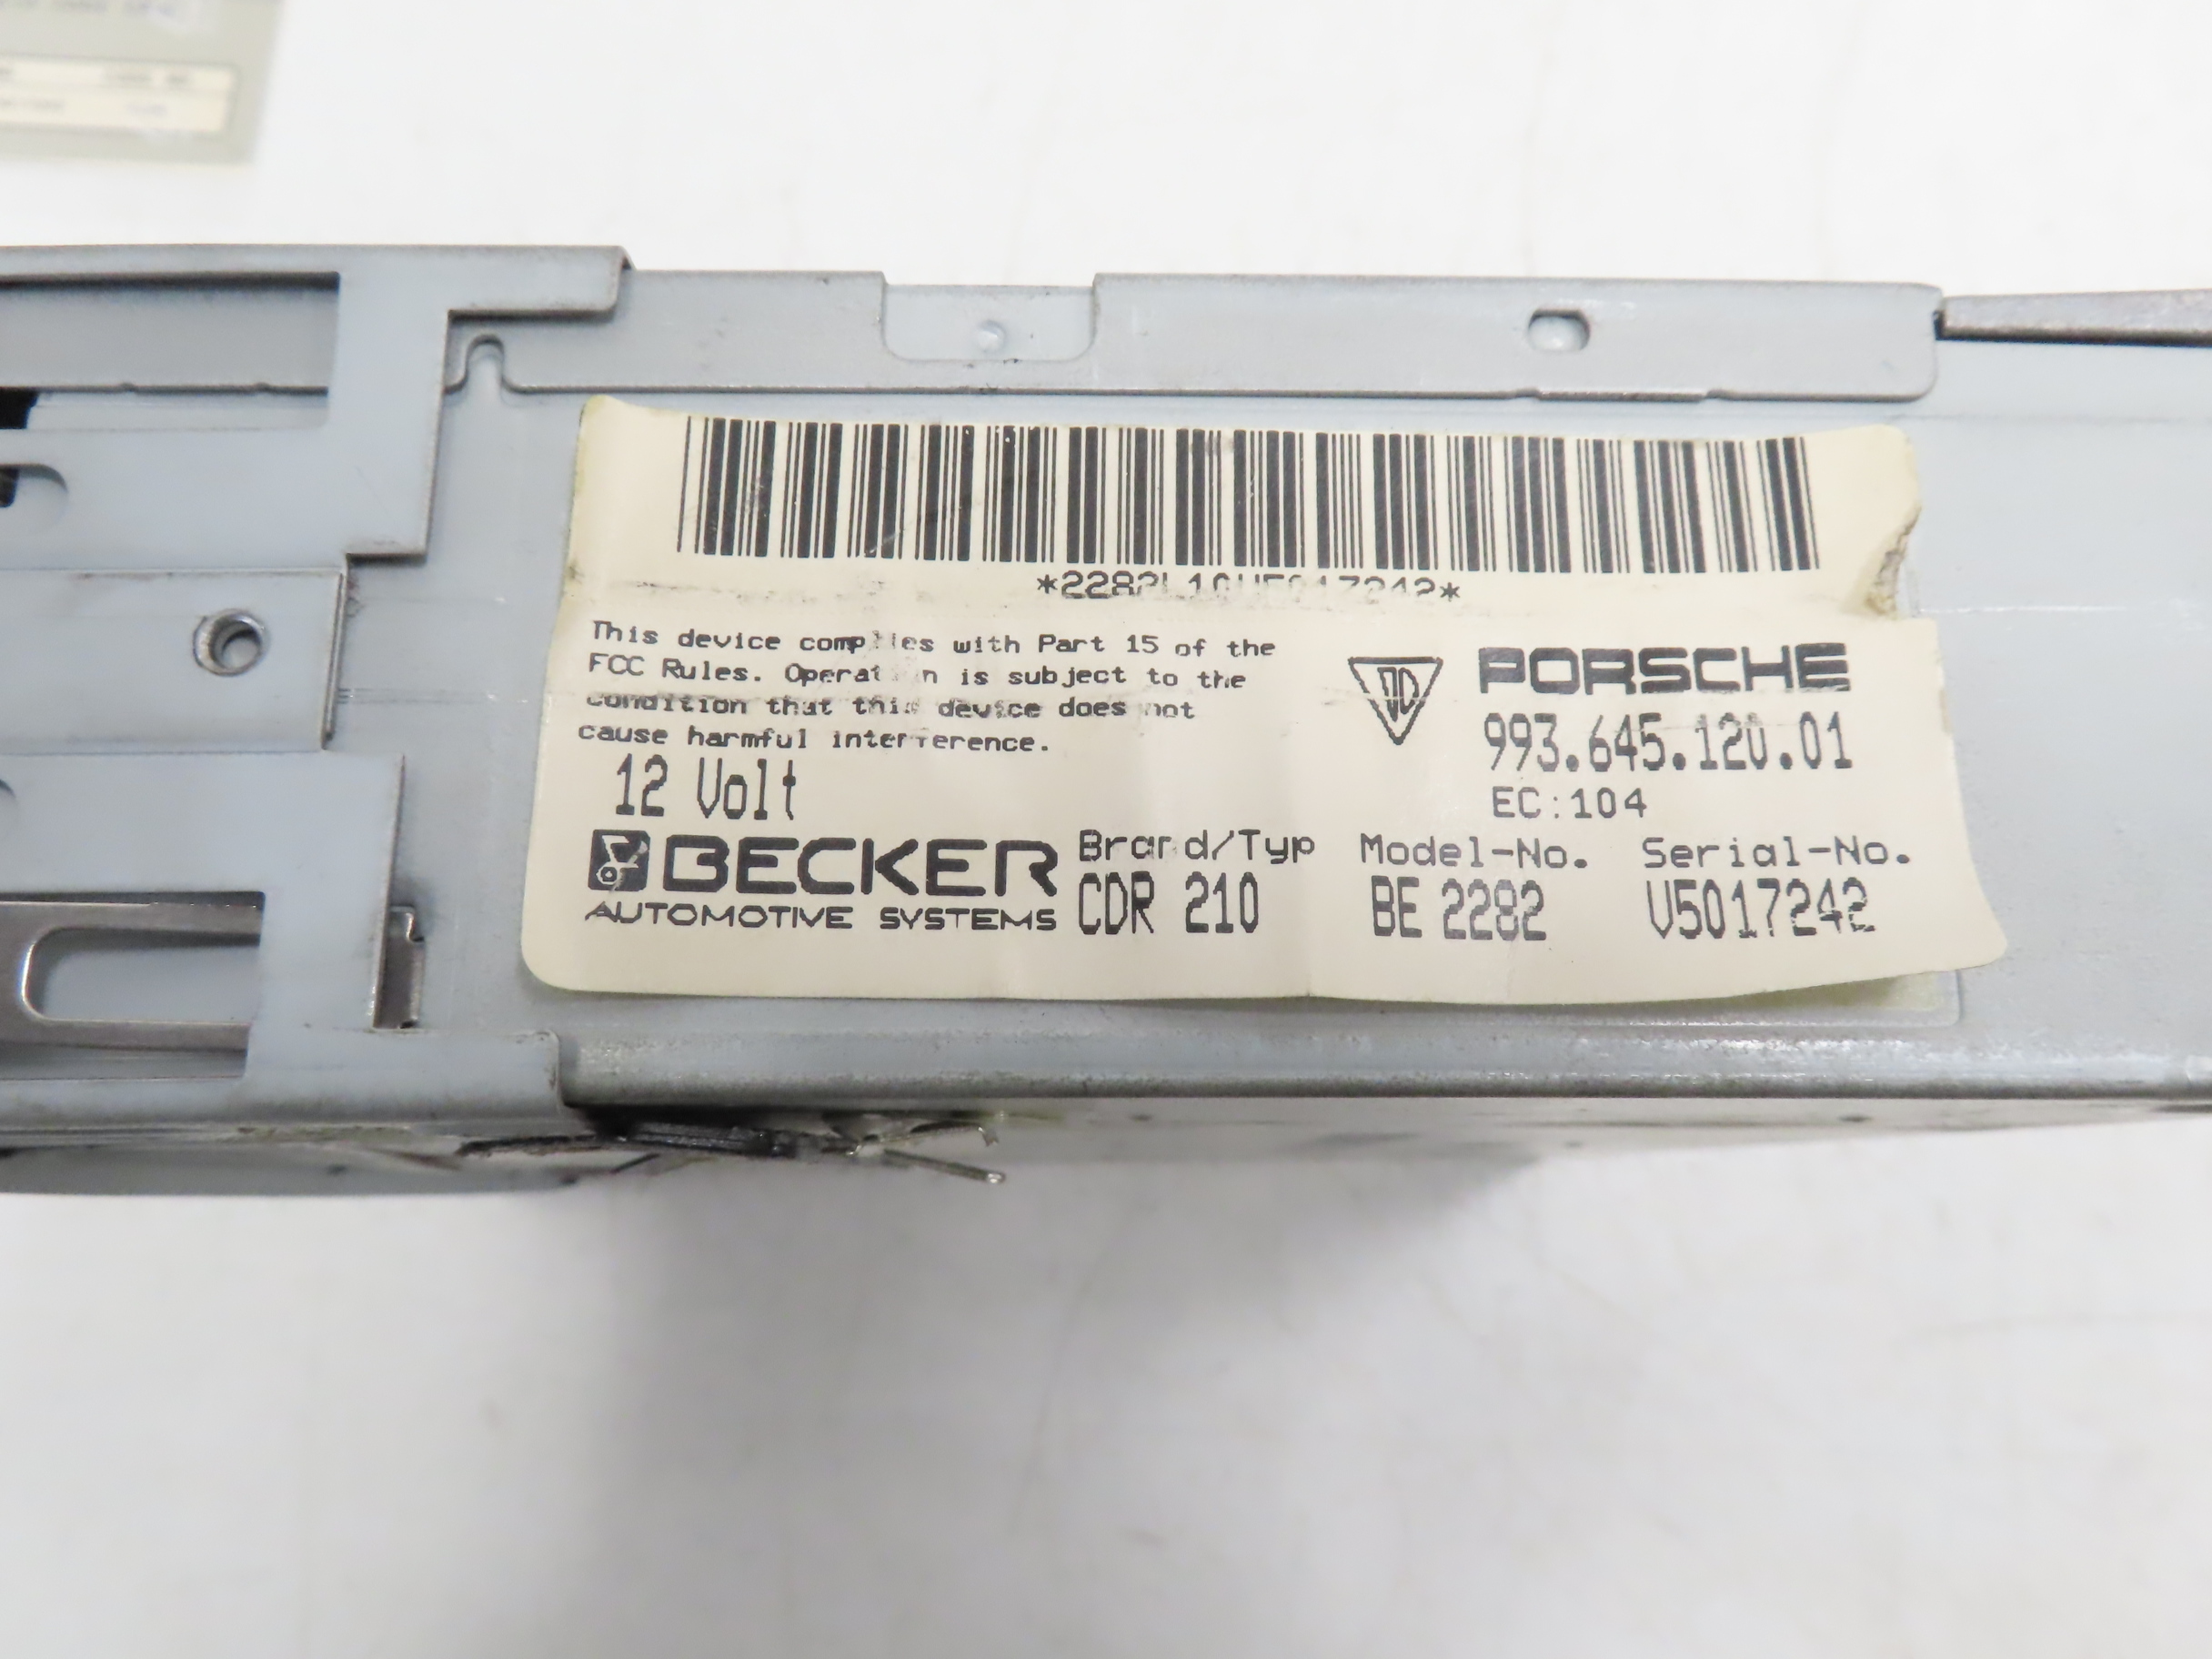 *2282L10V5017242*
This device complies with Part 15 of the
FCC Rules. Operation is subject to the
condition that this device does not
cause harmful interference.
12 Volt
PORSCHE
993.645.120.01
EC:104
BECKER
AUTOMOTIVE SYSTEMS
Brand/Typ Model-No. Serial-No.
CDR 210 BE 2282 V5017242